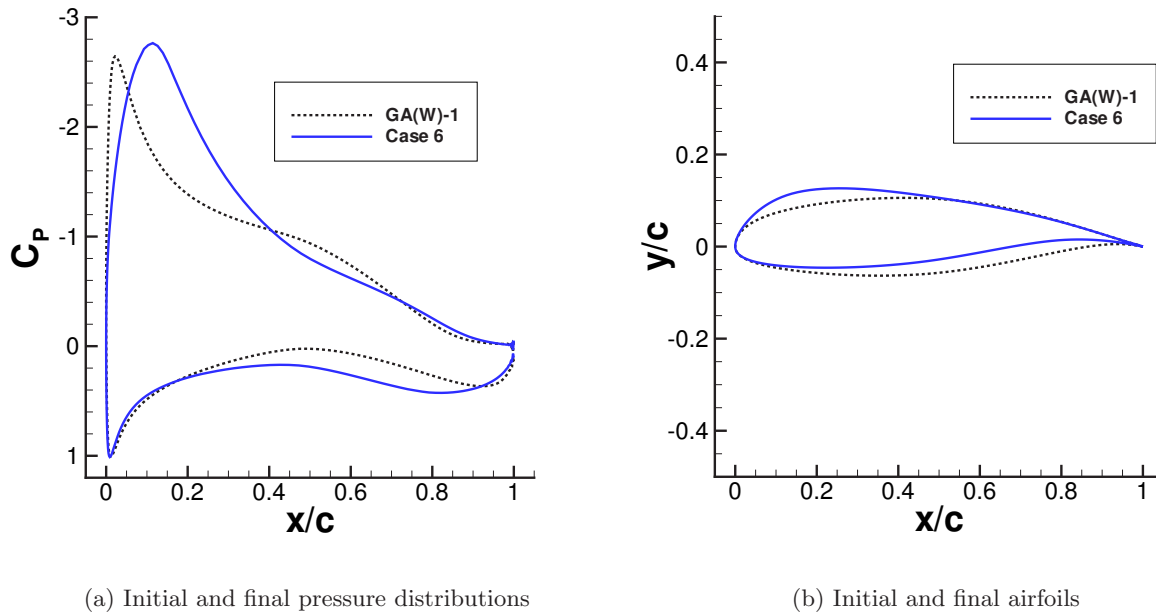 -3
-2
-1
0
1
C_P
0
0.2
0.4
0.6
0.8
1
x/c
GA(W)-1
Case 6
(a) Initial and final pressure distributions
0.4
0.2
0
-0.2
-0.4
y/c
0
0.2
0.4
0.6
0.8
1
x/c
GA(W)-1
Case 6
(b) Initial and final airfoils